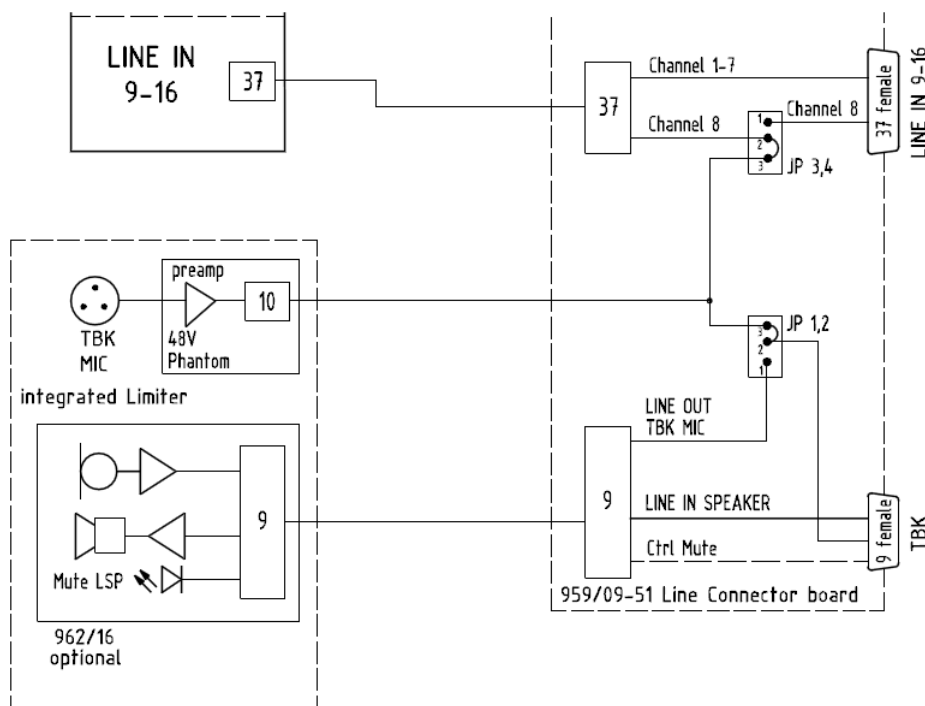 LINE IN
9-16
37
37
Channel 1-7
Channel 8
1
2
3
Channel 8
JP 3,4
37 female
LINE IN 9-16
preamp
10
TBK
MIC
48V
Phantom
integrated Limiter
3
2
1
JP 1,2
LINE OUT
TBK MIC
9
9
LINE IN SPEAKER
Ctrl Mute
9 female
TBK
Mute LSP
959/09-51 Line Connector board
962/16
optional